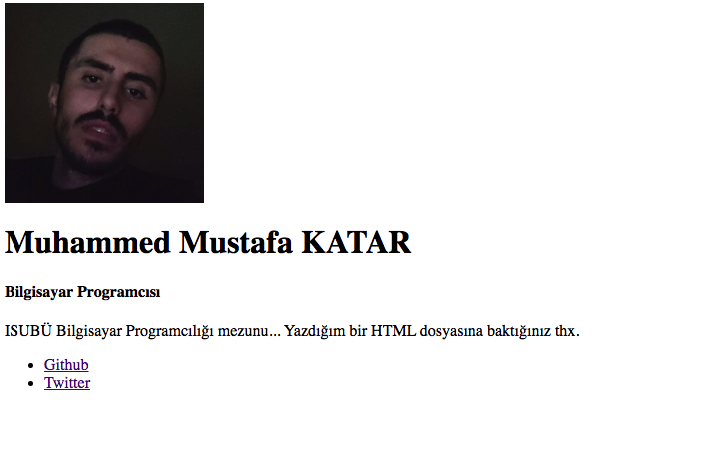 Muhammed Mustafa KATAR
Bilgisayar Programcısı
ISUBÜ Bilgisayar Programcılığı mezunu... Yazdığım bir HTML dosyasına baktığınız thx.
Github
Twitter